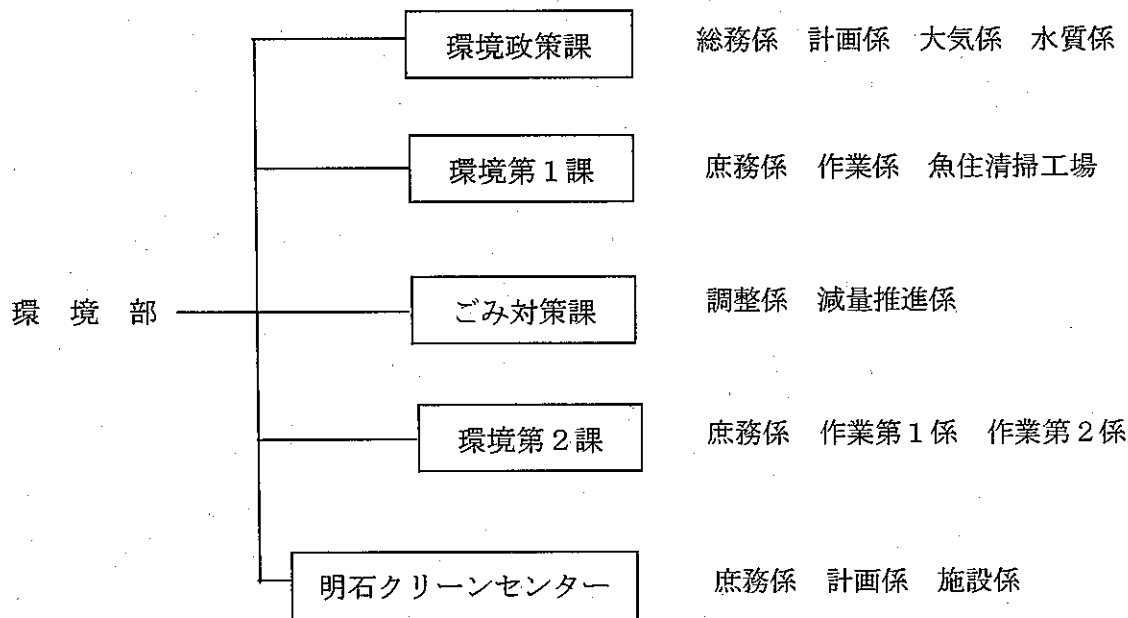 環境政策課 総務係 計画係 大気係 水質係
環境第１課 庶務係 作業係 魚住清掃工場
環境部 ごみ対策課 調整係 減量推進係
環境第２課 庶務係 作業第１係 作業第２係
明石クリーンセンター 庶務係 計画係 施設係